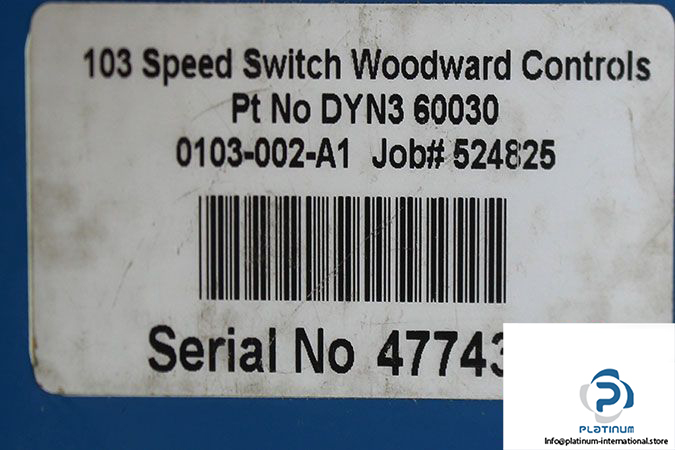 103 Speed Switch Woodward Controls
Pt No DYN3 60030
0103-002-A1 Job# 524825
Serial No
PLATINUM
Info@platinum-international.store